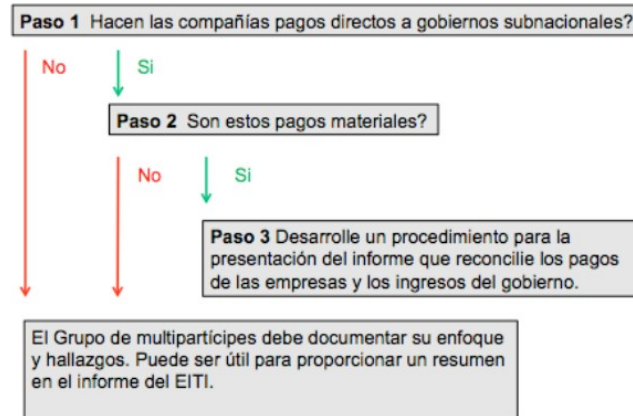 Paso 1 Hacen las compañías pagos directos a gobiernos subnacionales?
No
Si
Paso 2 Son estos pagos materiales?
No
Si
Paso 3 Desarrolle un procedimiento para la
presentación del informe que reconcilie los pagos
de las empresas y los ingresos del gobierno.
El Grupo de multipartícipes debe documentar su enfoque
y hallazgos. Puede ser útil para proporcionar un resumen
en el informe del EITI.